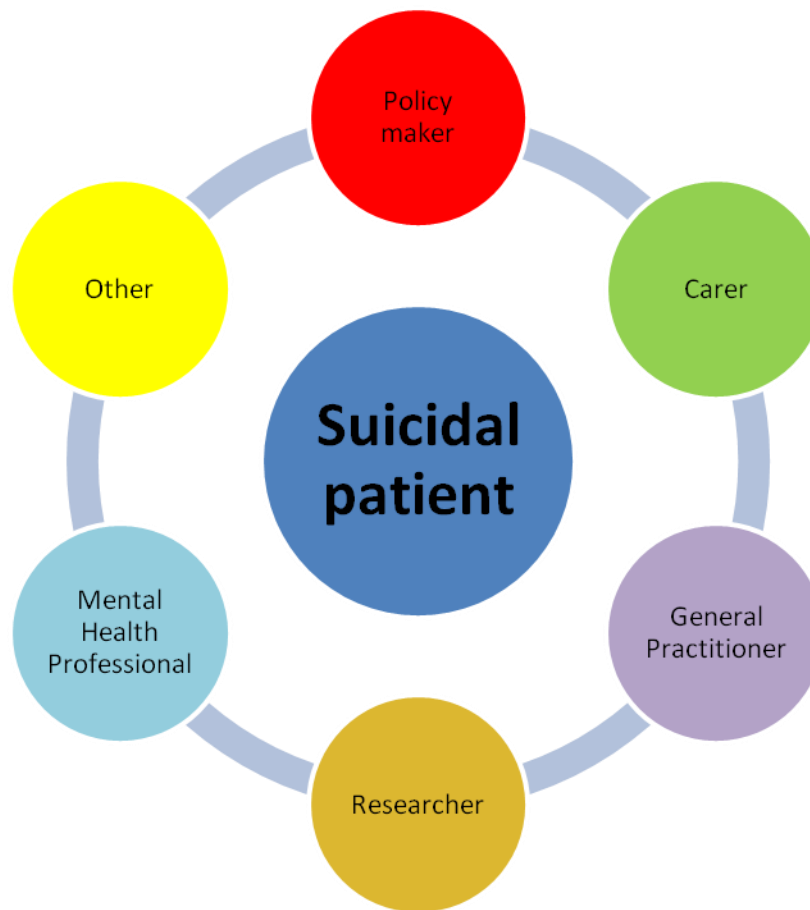 Policy
maker
Other
Carer
Suicidal
patient
Mental
Health
Professional
General
Practitioner
Researcher